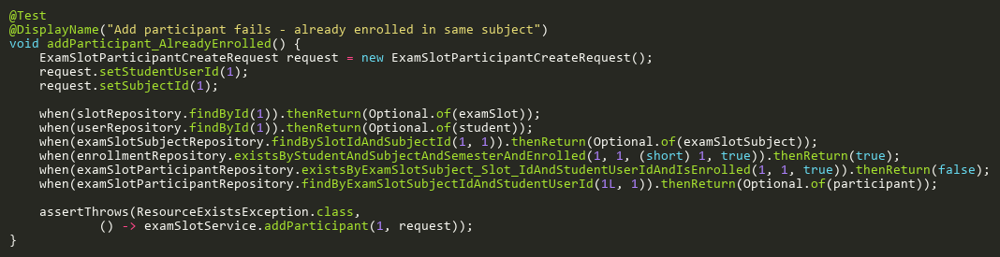 @Test
@DisplayName("Add participant fails - already enrolled in same subject")
void addParticipant_AlreadyEnrolled() {
    ExamSlotParticipantCreateRequest request = new ExamSlotParticipantCreateRequest();
    request.setStudentUserId(1);
    request.setSubjectId(1);

    when(slotRepository.findById(1)).thenReturn(Optional.of(examSlot));
    when(userRepository.findById(1)).thenReturn(Optional.of(student));
    when(examSlotSubjectRepository.findBySlotIdAndSubjectId(1, 1)).thenReturn(Optional.of(examSlotSubject));
    when(enrollmentRepository.existsByStudentAndSubjectAndSemesterAndEnrolled(1, 1, (short) 1, true)).thenReturn(true);
    when(examSlotParticipantRepository.existsByExamSlotSubject_Slot_IdAndStudentUserIdAndIsEnrolled(1, 1, true)).thenReturn(false);
    when(examSlotParticipantRepository.findByExamSlotSubjectIdAndStudentUserId(1L, 1)).thenReturn(Optional.of(participant));

    assertThrows(ResourceExistsException.class,
            () -> examSlotService.addParticipant(1, request));
}